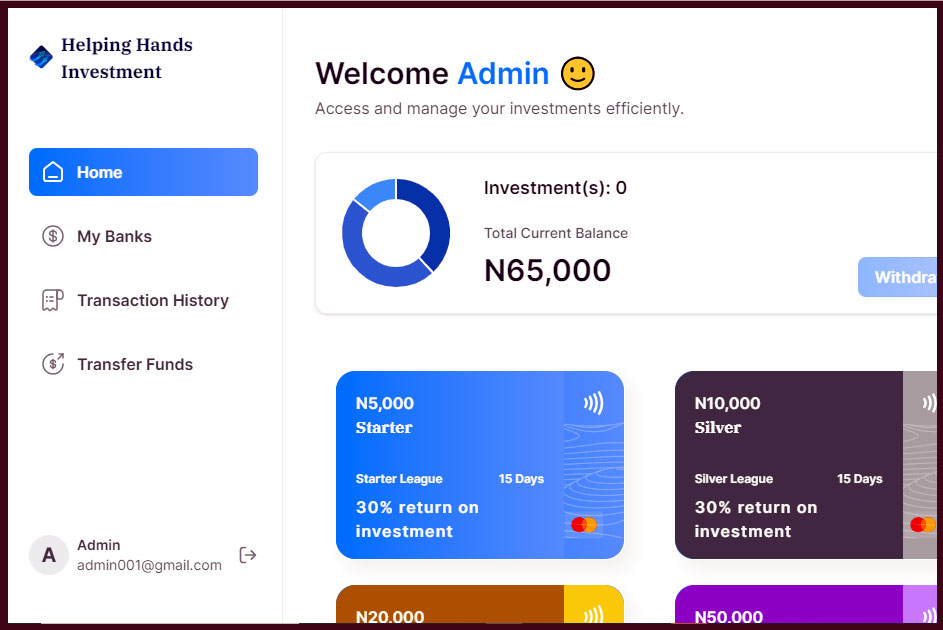 Helping Hands
Investment
Welcome Admin
Access and manage your investments efficiently.
Home
My Banks
Transaction History
Transfer Funds
Investment(s): 0
Total Current Balance
N65,000
Withdra
N5,000
Starter
Starter League 15 Days
30% return on
investment
N10,000
Silver
Silver League 15 Days
30% return on
investment
N20,000
N50,000
A
Admin
admin001@gmail.com